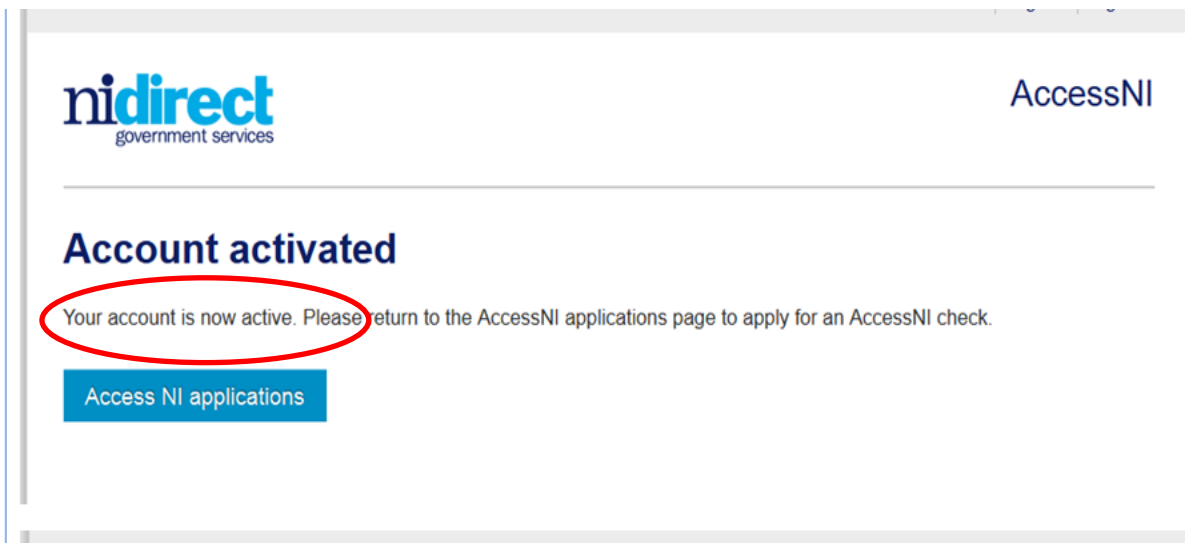 nidirect
government services
AccessNI
Account activated
Your account is now active. Please return to the AccessNI applications page to apply for an AccessNI check.
Access NI applications